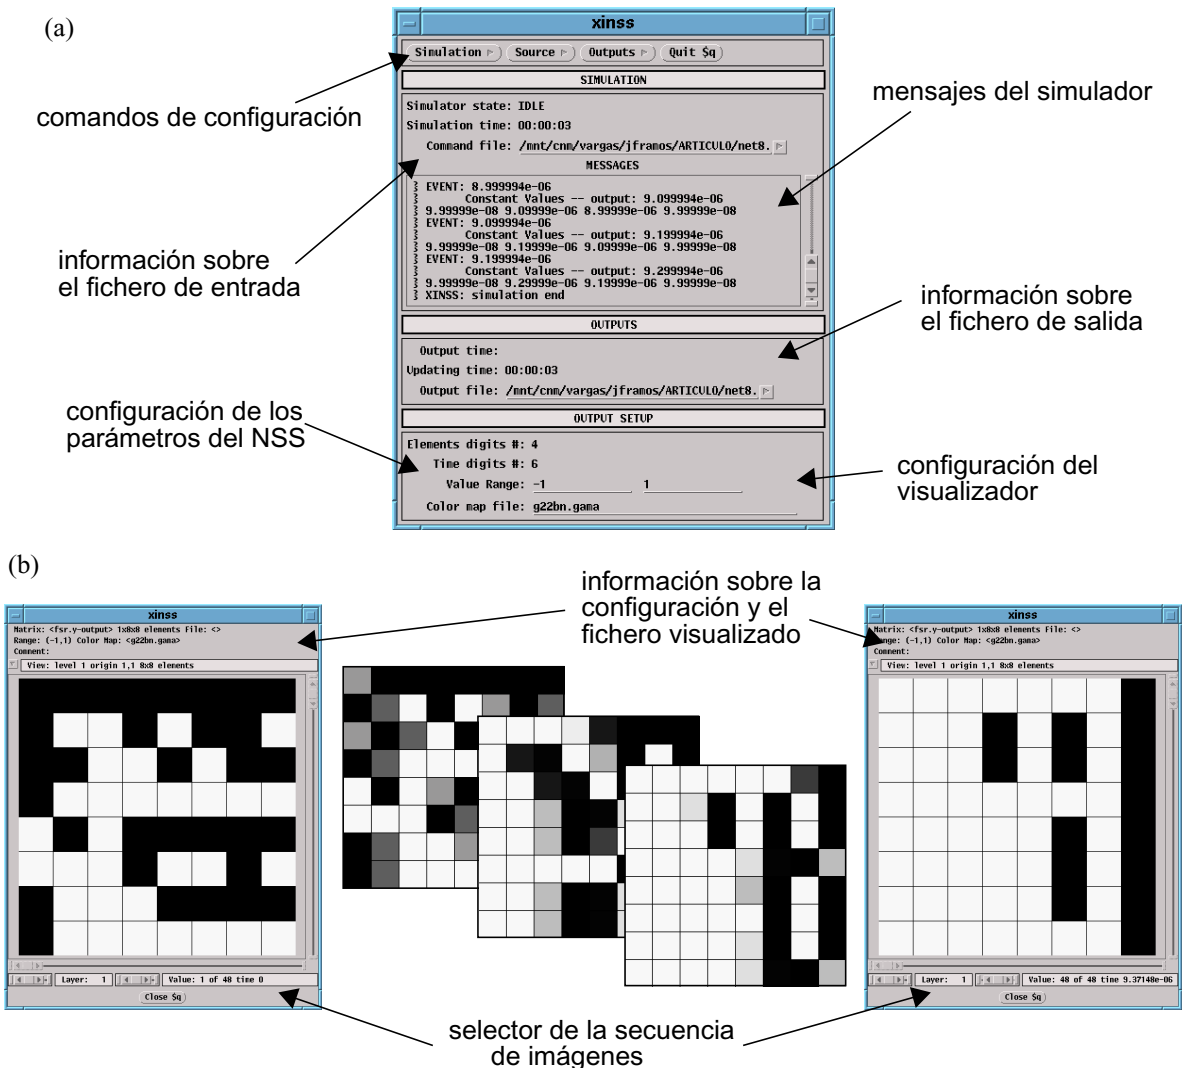 (a)
xinss
Simulation Source Outputs Quit $q
SIMULATION
comandos de configuración
mensajes del simulador
Simulator state: IDLE
Simulation time: 00:00:03
Command file: /mnt/cnm/vargas/jframos/ARTICULO/net8.
MESSAGES
EVENT: 8.999994e-06
Constant Values -- output: 9.099994e-06
9.99999e-08 9.09999e-06 8.99999e-06 9.99999e-08
EVENT: 9.099994e-06
Constant Values -- output: 9.199994e-06
9.99999e-08 9.19999e-06 9.09999e-06 9.99999e-08
EVENT: 9.199994e-06
Constant Values -- output: 9.299994e-06
9.99999e-08 9.29999e-06 9.19999e-06 9.99999e-08
XINSS: simulation end
información sobre
el fichero de entrada
información sobre
el fichero de salida
OUTPUTS
Output time:
Updating time: 00:00:03
Output file: /mnt/cnm/vargas/jframos/ARTICULO/net8.
configuración de los
parámetros del NSS
OUTPUT SETUP
Elements digits #: 4
Time digits #: 6
Value Range: -1 1
Color map file: g22bn.gama
configuración del
visualizador
(b)
información sobre la
configuración y el
fichero visualizado
xinss
Matrix: <fsr.y-output> 1x8x8 elements File: <>
Range: (-1,1) Color Map: <g22bn.gama>
Comment:
View: level 1 origin 1,1 8x8 elements
Layer: 1 Value: 1 of 48 time 0
Close $q
xinss
Matrix: <fsr.y-output> 1x8x8 elements File: <>
Range: (-1,1) Color Map: <g22bn.gama>
Comment:
View: level 1 origin 1,1 8x8 elements
Layer: 1 Value: 48 of 48 time 9.37148e-06
Close $q
selector de la secuencia
de imágenes